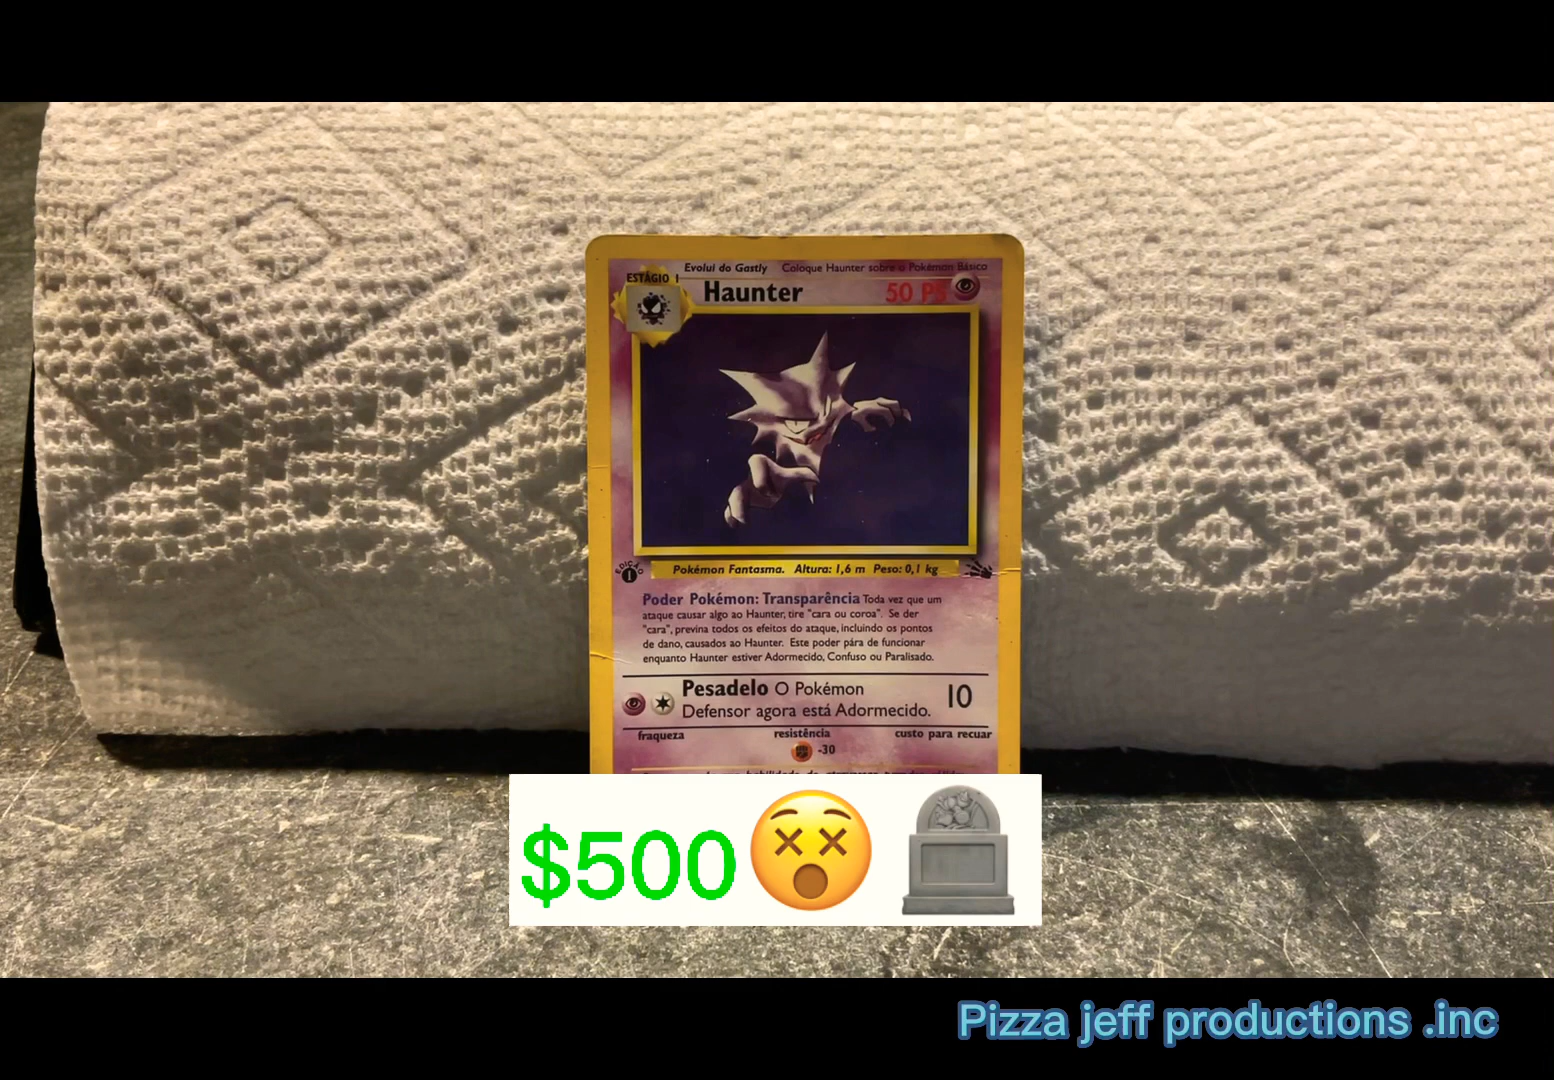 Evolui do Gastly Coloque Haunter sobre o Pokémon Básico
ESTÁGIO 1
Haunter 50 PS
EDIÇÃO
1
Pokémon Fantasma. Altura: 1,6 m Peso: 0,1 kg
Poder Pokémon: Transparência Toda vez que um
ataque causar algo ao Haunter, tire "cara ou coroa". Se der
"cara", previna todos os efeitos do ataque, incluindo os pontos
de dano, causados ao Haunter. Este poder pára de funcionar
enquanto Haunter estiver Adormecido, Confuso ou Paralisado.
Pesadelo O Pokémon
Defensor agora está Adormecido. 10
fraqueza resistência custo para recuar
-30
$500
Pizza jeff productions .inc